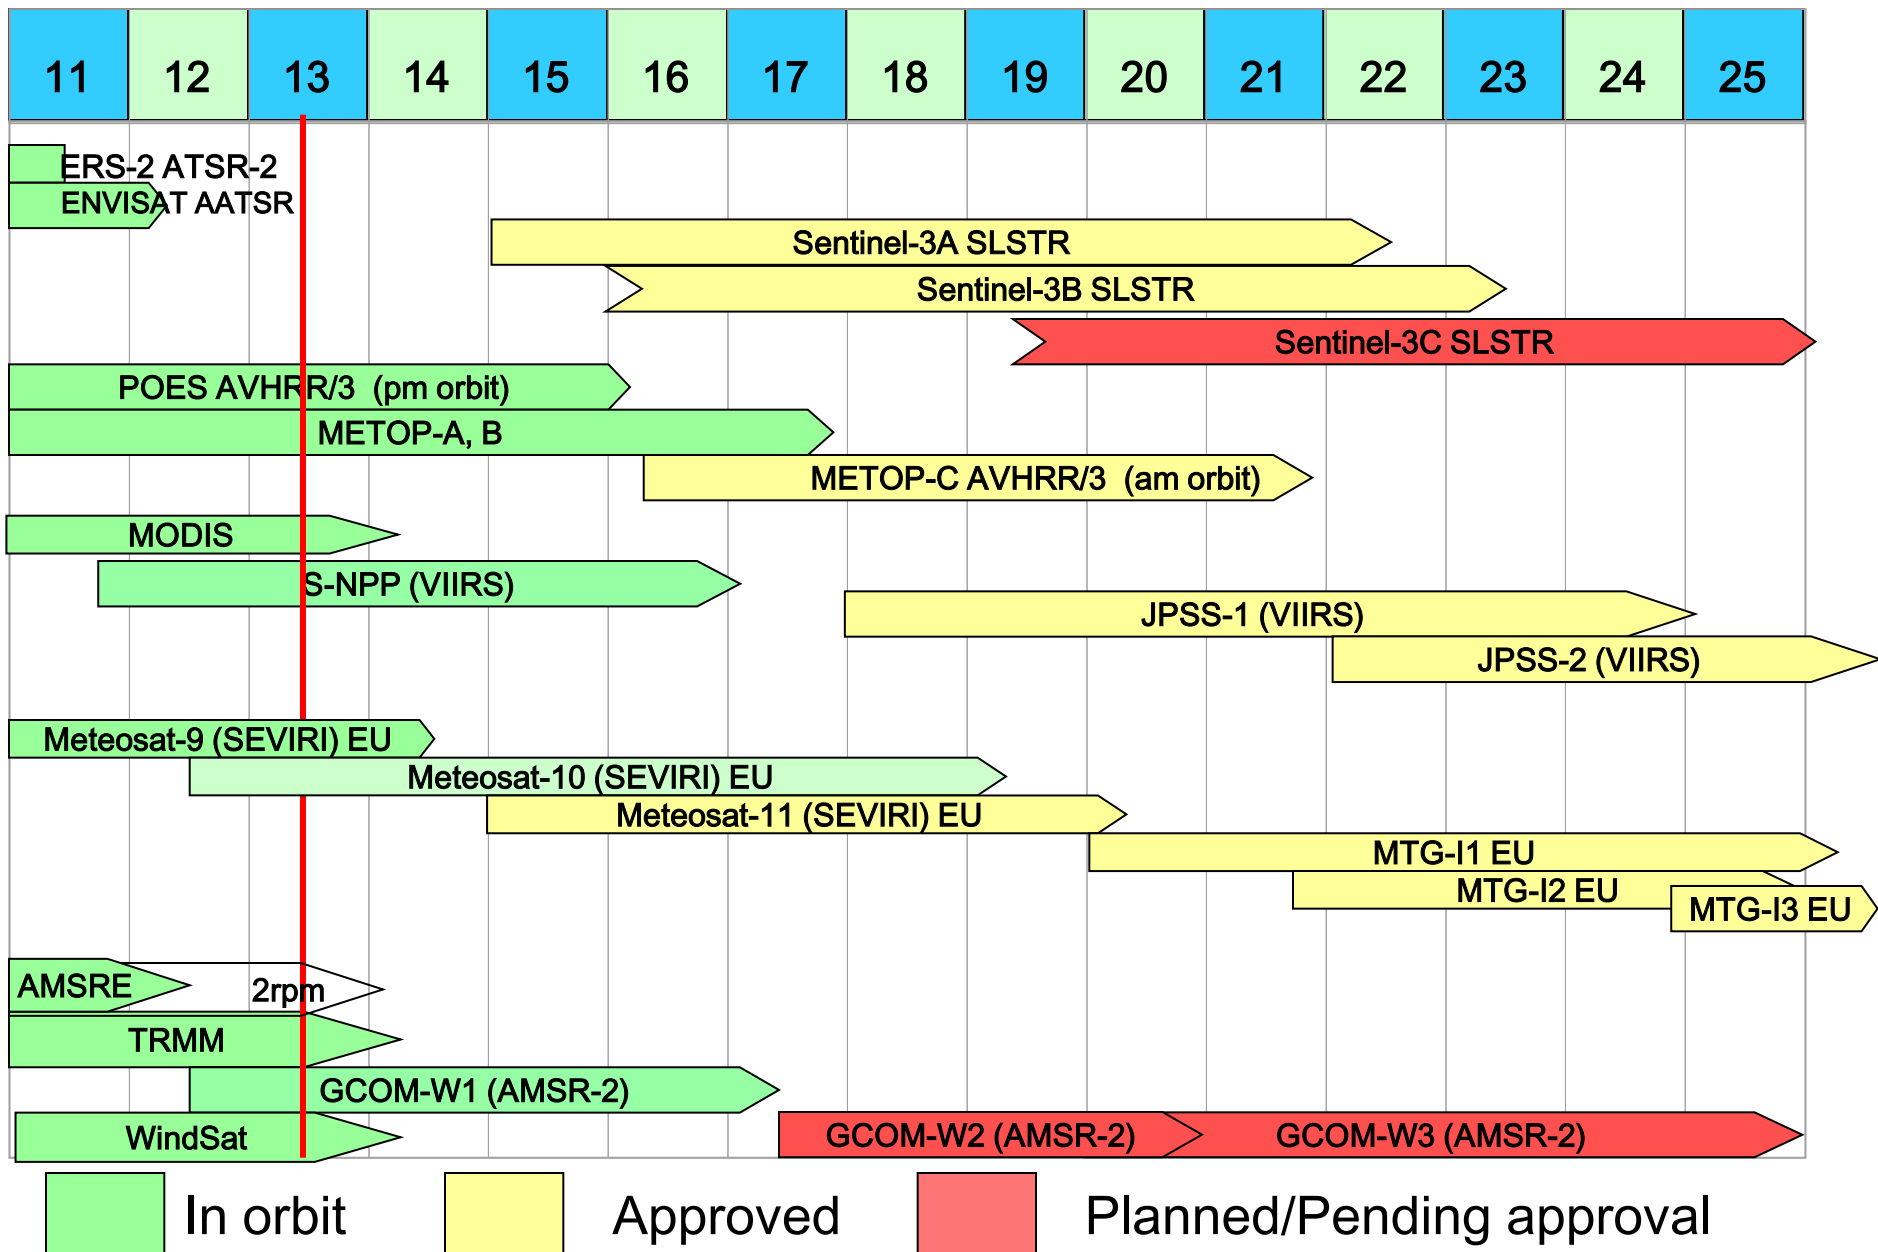 11 12 13 14 15 16 17 18 19 20 21 22 23 24 25
ERS-2 ATSR-2
ENVISAT AATSR
Sentinel-3A SLSTR
Sentinel-3B SLSTR
Sentinel-3C SLSTR
POES AVHRR/3 (pm orbit)
METOP-A, B
METOP-C AVHRR/3 (am orbit)
MODIS
S-NPP (VIIRS)
JPSS-1 (VIIRS)
JPSS-2 (VIIRS)
Meteosat-9 (SEVIRI) EU
Meteosat-10 (SEVIRI) EU
Meteosat-11 (SEVIRI) EU
MTG-I1 EU
MTG-I2 EU
MTG-I3 EU
AMSRE 2rpm
TRMM
GCOM-W1 (AMSR-2)
WindSat GCOM-W2 (AMSR-2) GCOM-W3 (AMSR-2)
In orbit Approved Planned/Pending approval